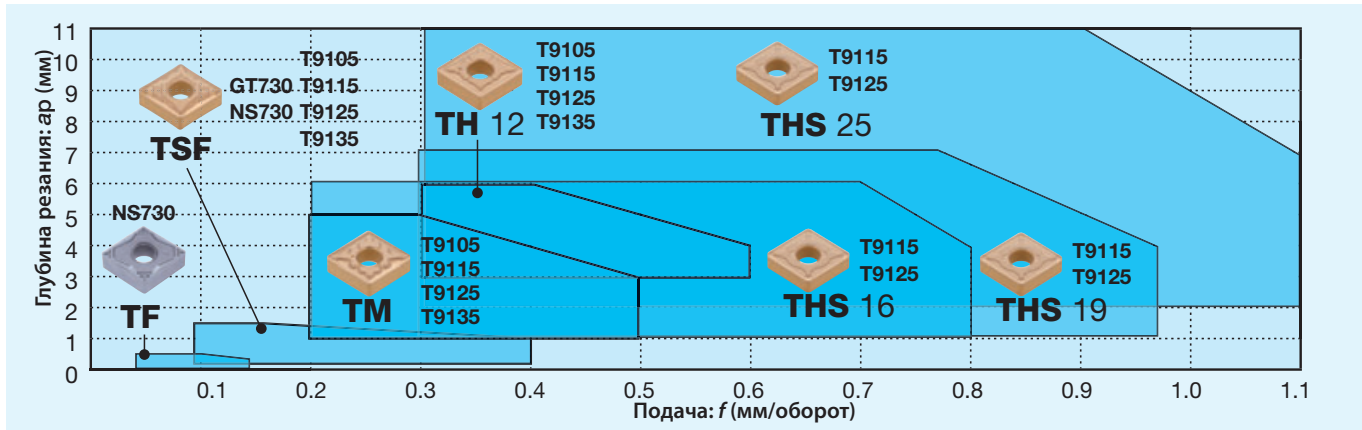 Глубина резания: ap (мм)
11
10
9
8
7
6
5
4
3
2
1
0
T9105
GT730 T9115
NS730 T9125
T9135
TSF
T9105
T9115
T9125
T9135
TH 12
T9115
T9125
THS 25
NS730
TF
T9105
T9115
T9125
T9135
TM
T9115
T9125
THS 16
T9115
T9125
THS 19
0.1 0.2 0.3 0.4 0.5 0.6 0.7 0.8 0.9 1.0 1.1
Подача: f (мм/оборот)